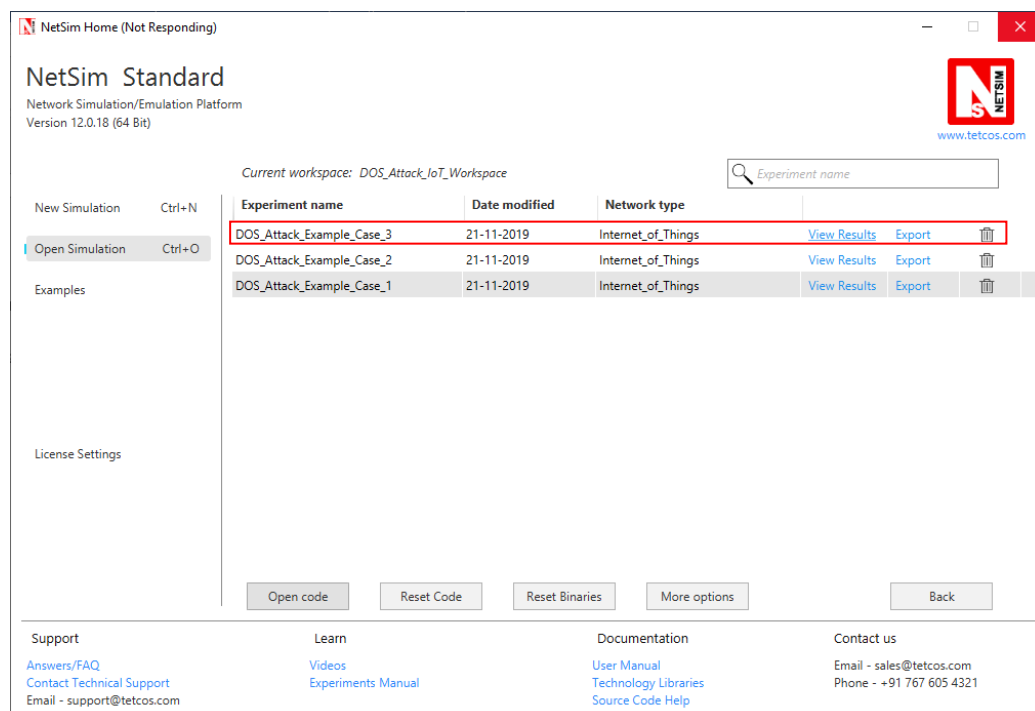 NetSim Home (Not Responding)
NetSim Standard
Network Simulation/Emulation Platform
Version 12.0.18 (64 Bit)
NETSIM
www.tetcos.com
Current workspace: DOS_Attack_IoT_Workspace
Experiment name
New Simulation Ctrl+N
Open Simulation Ctrl+O
Examples
License Settings
Experiment name Date modified Network type
DOS_Attack_Example_Case_3 21-11-2019 Internet_of_Things View Results Export
DOS_Attack_Example_Case_2 21-11-2019 Internet_of_Things View Results Export
DOS_Attack_Example_Case_1 21-11-2019 Internet_of_Things View Results Export
Open code Reset Code Reset Binaries More options Back
Support
Answers/FAQ
Contact Technical Support
Email - support@tetcos.com
Learn
Videos
Experiments Manual
Documentation
User Manual
Technology Libraries
Source Code Help
Contact us
Email - sales@tetcos.com
Phone - +91 767 605 4321